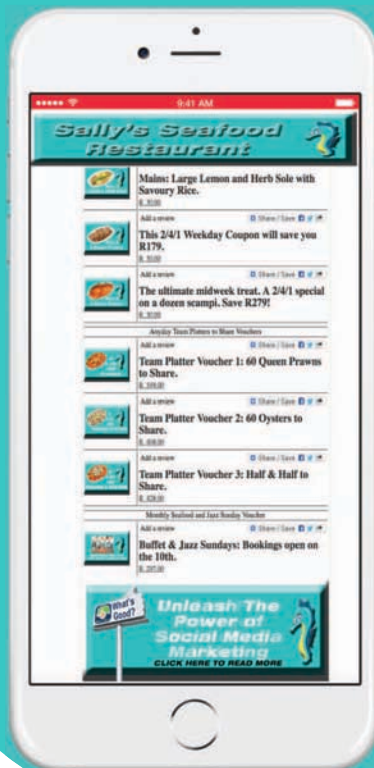 9:41 AM
Sally's Seafood
Restaurant
Mains: Large Lemon and Herb Sole with
Savoury Rice.
Add a review Share / Save
This 2/4/1 Weekday Coupon will save you
R179.
Add a review Share / Save
The ultimate midweek treat. A 2/4/1 special
on a dozen scampi. Save R279!
Anyday Team Platters to Share Vouchers
Add a review Share / Save
Team Platter Voucher 1: 60 Queen Prawns
to Share.
Add a review Share / Save
Team Platter Voucher 2: 60 Oysters to
Share.
Add a review Share / Save
Team Platter Voucher 3: Half & Half to
Share.
Monthly Seafood and Jazz Sunday Voucher
Add a review Share / Save
Buffet & Jazz Sundays: Bookings open on
the 10th.
What's
Good?
Unleash The
Power of
Social Media
Marketing
CLICK HERE TO READ MORE